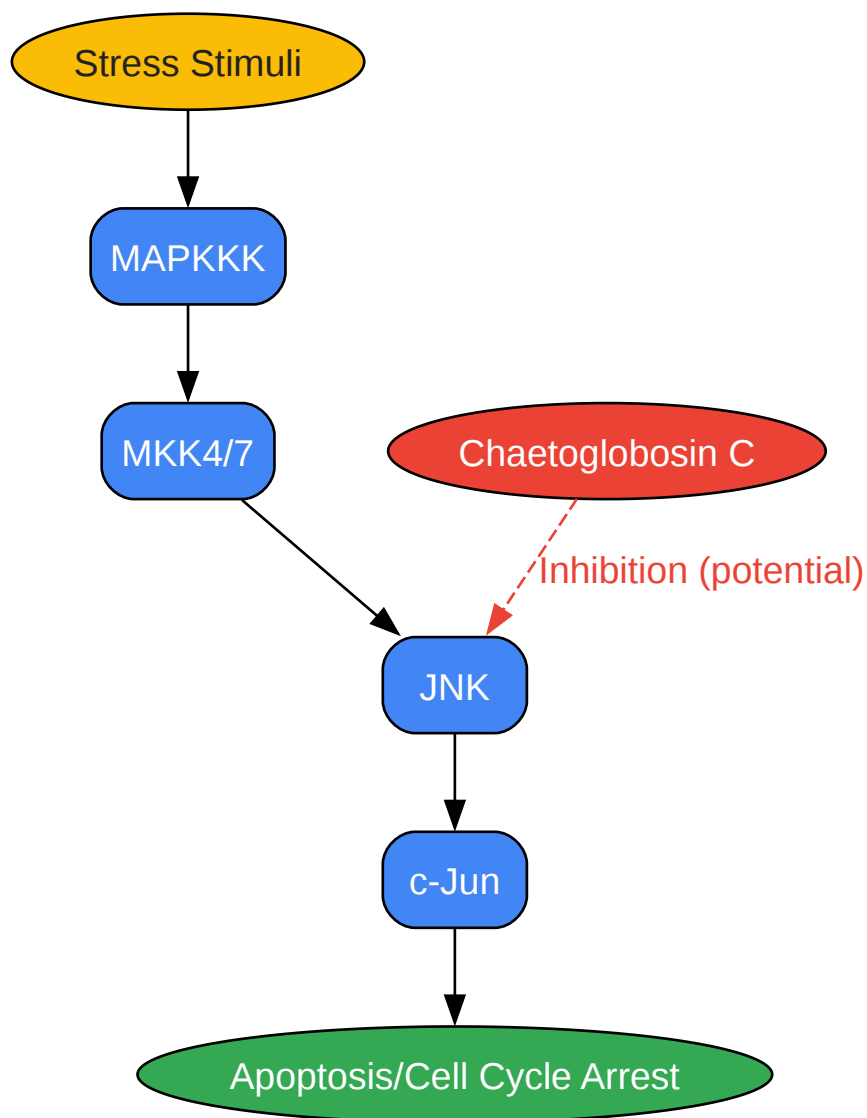 Stress Stimuli
MAPKKK
MKK4/7
Chaetoglobosin C
Inhibition (potential)
JNK
c-Jun
Apoptosis/Cell Cycle Arrest